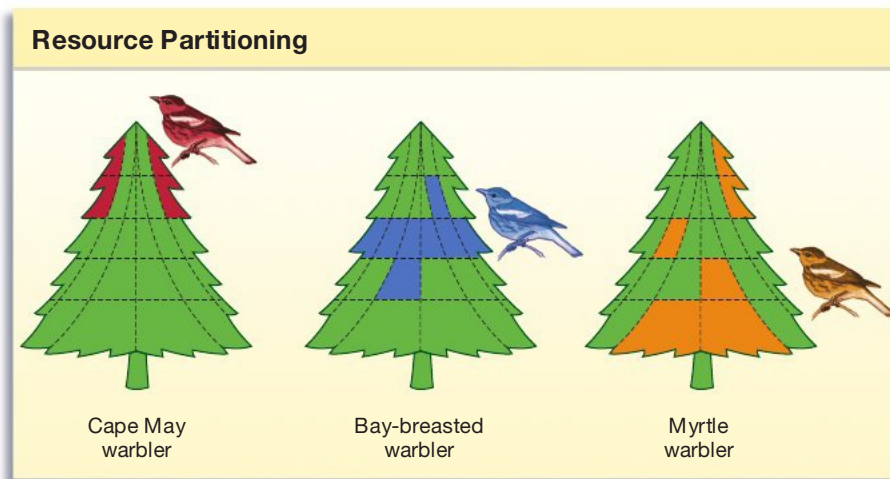 Resource Partitioning
Cape May
warbler
Bay-breasted
warbler
Myrtle
warbler